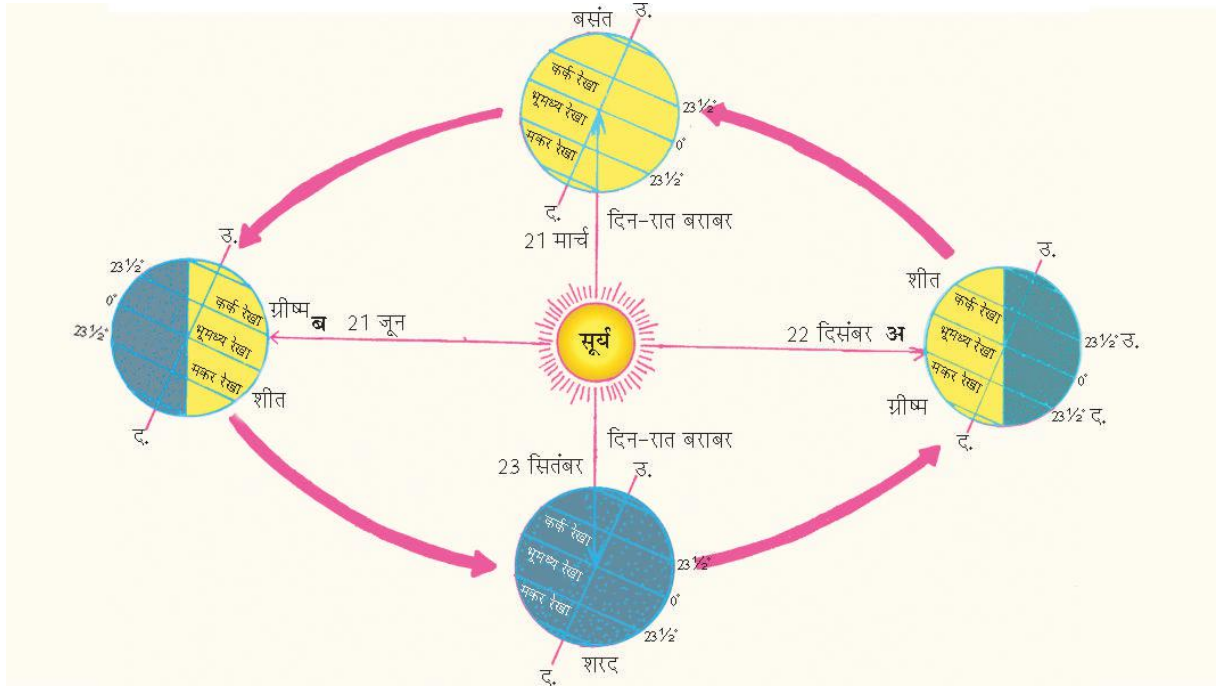 बसंत
उ.
कर्क रेखा
भूमध्य रेखा
मकर रेखा
23½°
0°
23½°
द.
21 मार्च
दिन-रात बराबर
उ.
23½°
0°
23½°
कर्क रेखा
भूमध्य रेखा
मकर रेखा
ग्रीष्म
ब
21 जून
शीत
द.
सूर्य
22 दिसंबर
अ
शीत
उ.
कर्क रेखा
भूमध्य रेखा
मकर रेखा
23½° उ.
0°
23½° द.
ग्रीष्म
द.
23 सितंबर
दिन-रात बराबर
उ.
कर्क रेखा
भूमध्य रेखा
मकर रेखा
23½°
0°
23½°
द.
शरद